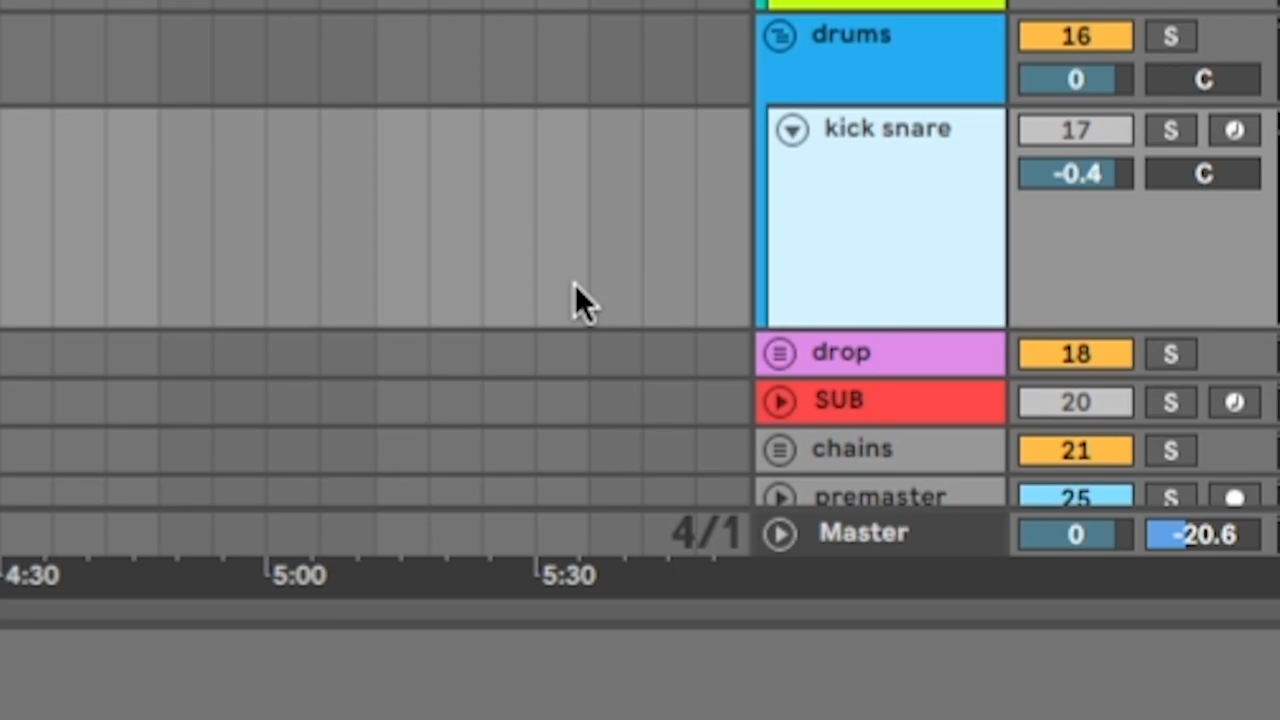 drums 16 S
0 C
kick snare 17 S
-0.4 C
drop 18 S
SUB 20 S
chains 21 S
premaster 25 S
4/1 Master 0 -20.6
4:30 5:00 5:30